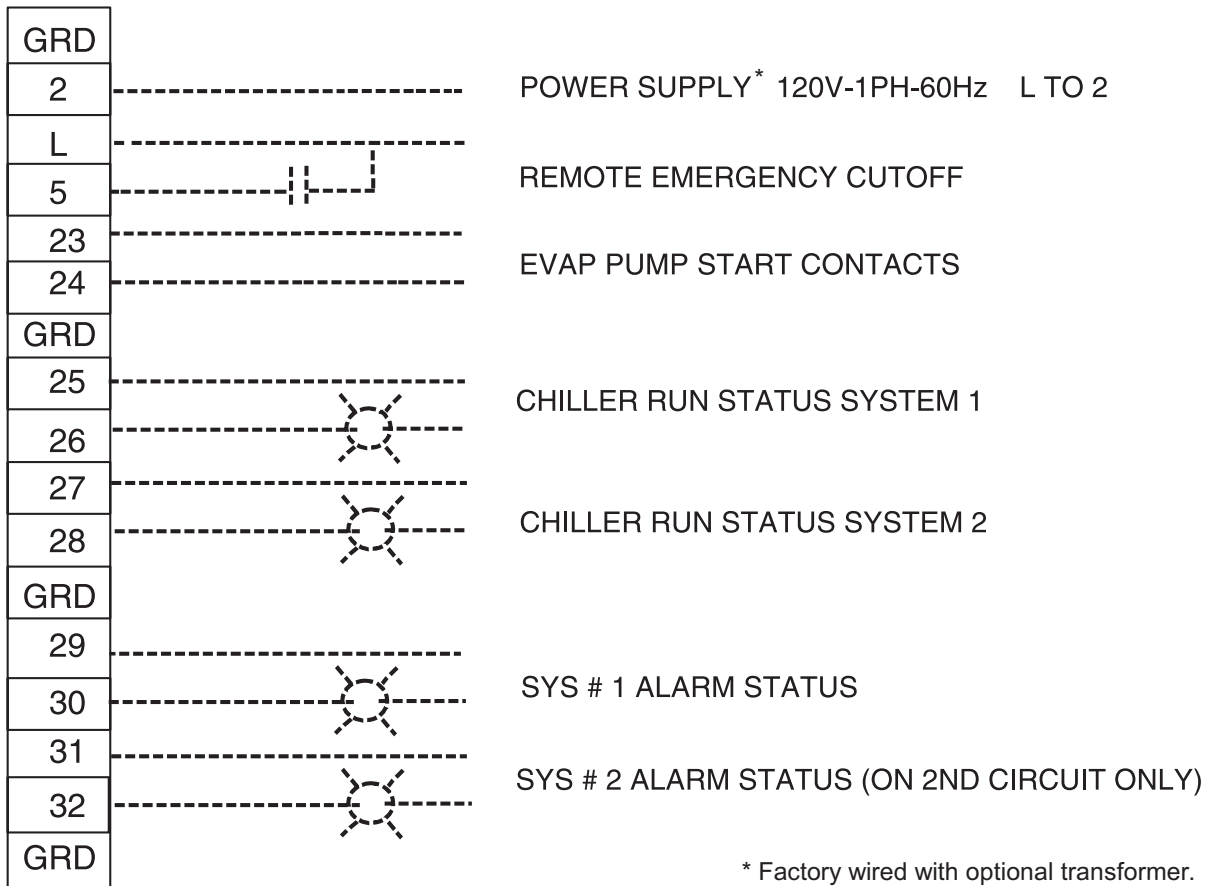 GRD
2 POWER SUPPLY* 120V-1PH-60Hz L TO 2
L
5 REMOTE EMERGENCY CUTOFF
23
24 EVAP PUMP START CONTACTS
GRD
25
CHILLER RUN STATUS SYSTEM 1
26
27
28 CHILLER RUN STATUS SYSTEM 2
GRD
29
30 SYS # 1 ALARM STATUS
31
SYS # 2 ALARM STATUS (ON 2ND CIRCUIT ONLY)
32
GRD
* Factory wired with optional transformer.